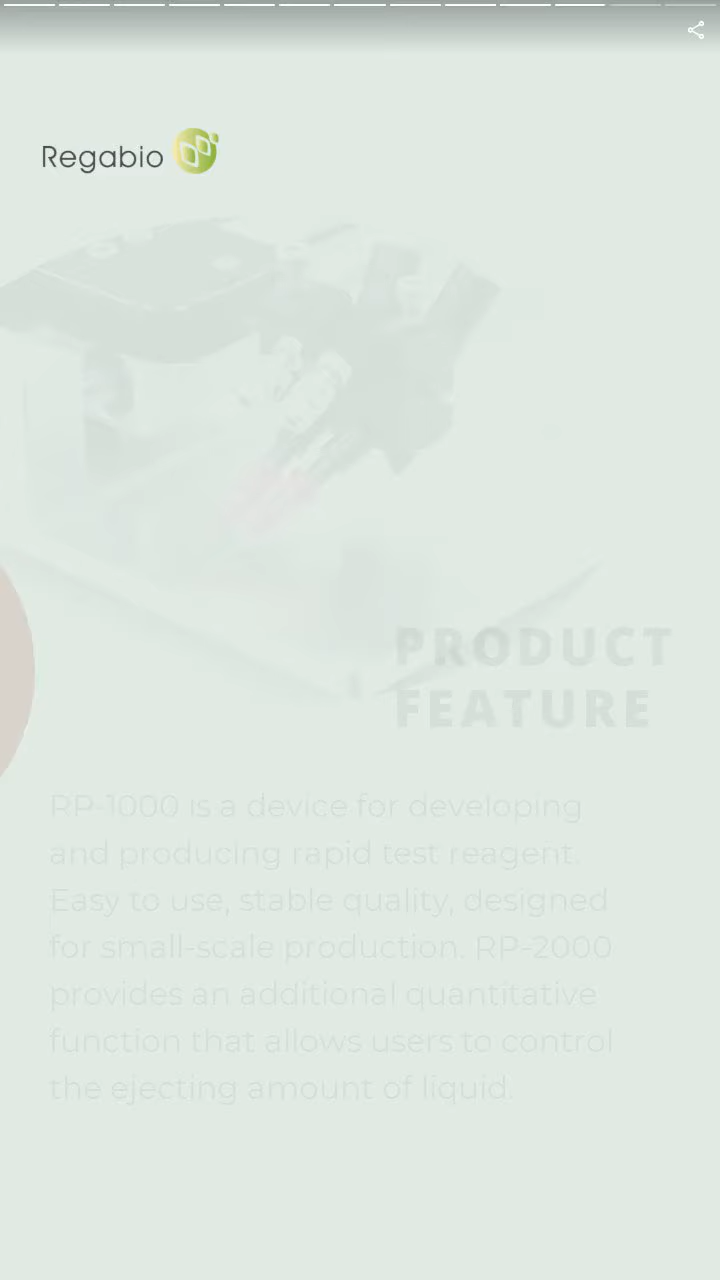 Regabio
PRODUCT
FEATURE
RP-1000 is a device for developing
and producing rapid test reagent.
Easy to use, stable quality, designed
for small-scale production. RP-2000
provides an additional quantitative
function that allows users to control
the ejecting amount of liquid.